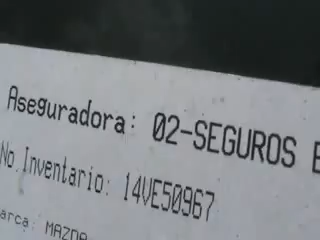 Aseguradora: 02-SEGUROS
No.Inventario: 14VE50967
arca: MAZDA